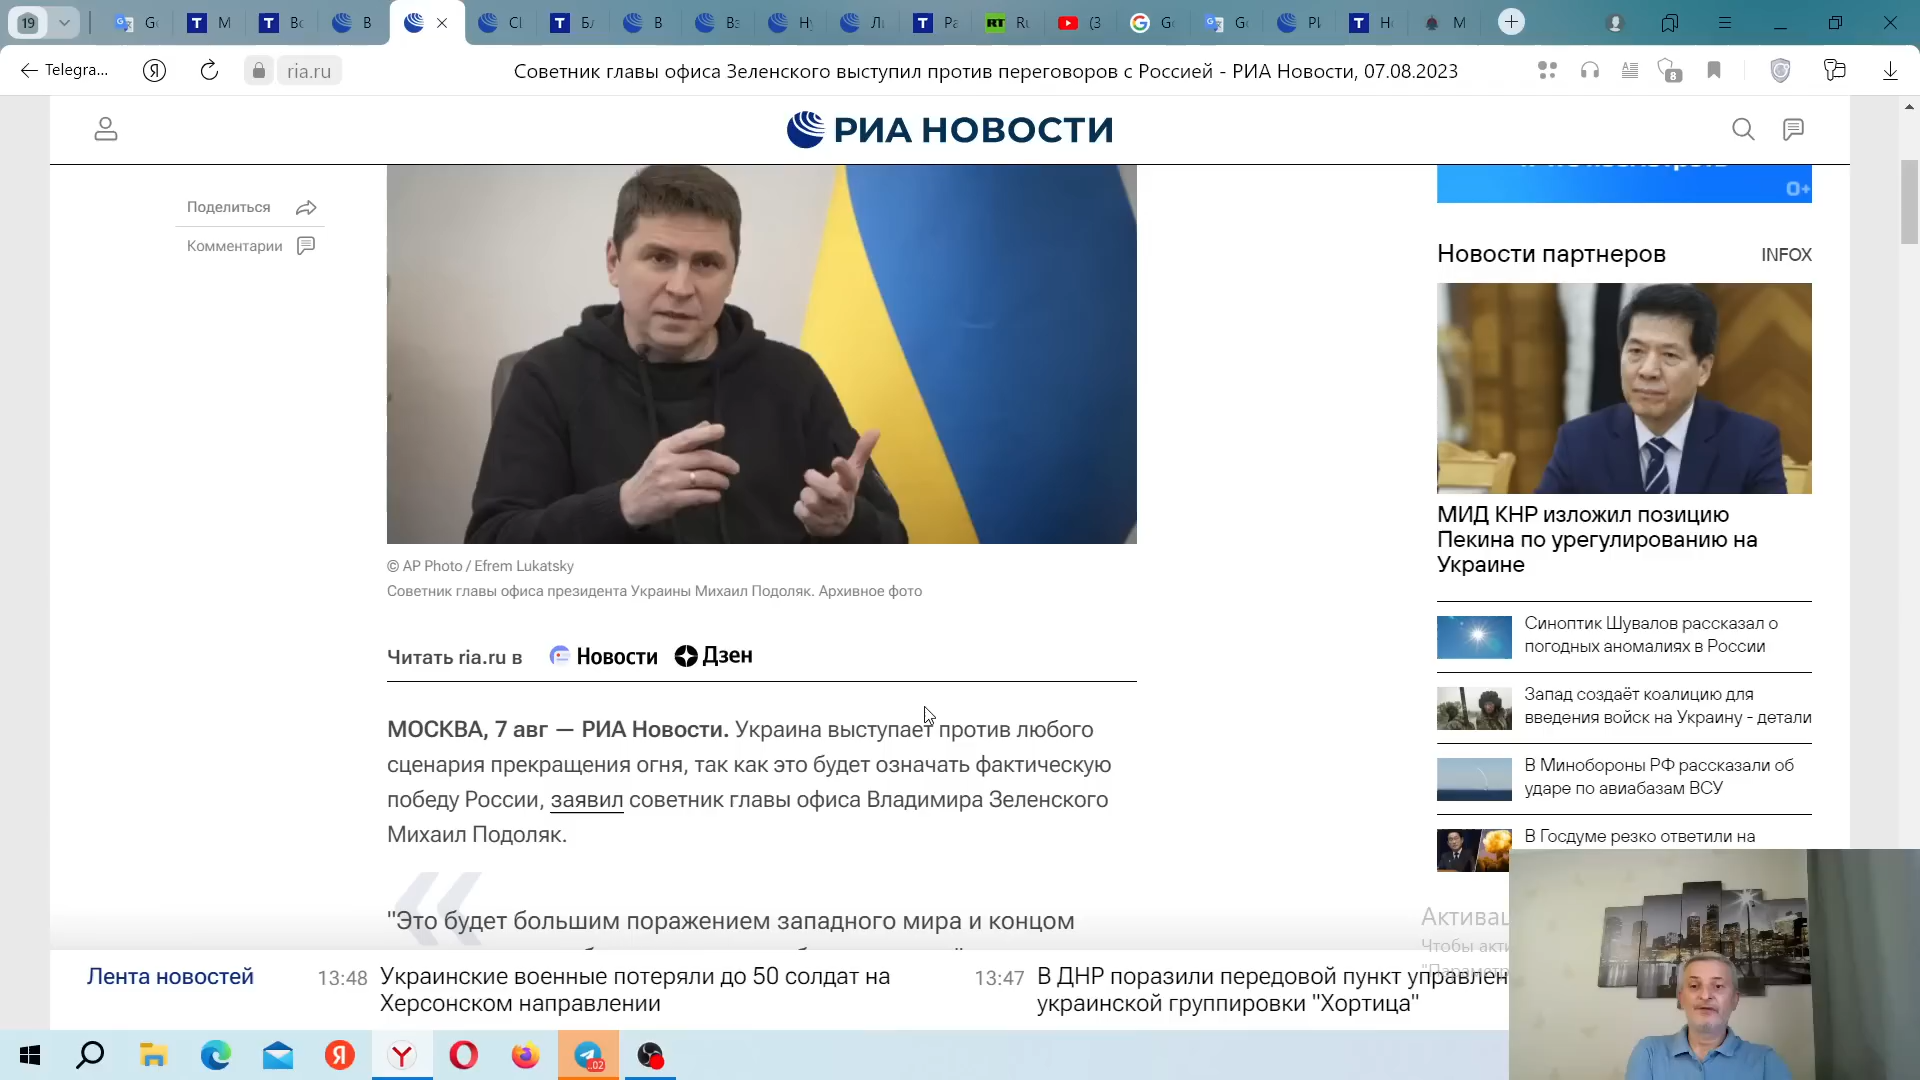 19
Telegra...
ria.ru
Советник главы офиса Зеленского выступил против переговоров с Россией - РИА Новости, 07.08.2023
8
РИА НОВОСТИ
Поделиться
Комментарии
0+
© AP Photo / Efrem Lukatsky
Советник главы офиса президента Украины Михаил Подоляк. Архивное фото
Читать ria.ru в Новости Дзен
МОСКВА, 7 авг — РИА Новости. Украина выступает против любого
сценария прекращения огня, так как это будет означать фактическую
победу России, заявил советник главы офиса Владимира Зеленского
Михаил Подоляк.
"Это будет большим поражением западного мира и концом
Новости партнеров INFOX
МИД КНР изложил позицию
Пекина по урегулированию на
Украине
Синоптик Шувалов рассказал о
погодных аномалиях в России
Запад создаёт коалицию для
введения войск на Украину - детали
В Минобороны РФ рассказали об
ударе по авиабазам ВСУ
В Госдуме резко ответили на
Лента новостей
13:48 Украинские военные потеряли до 50 солдат на
Херсонском направлении
13:47 В ДНР поразили передовой пункт управлен
украинской группировки "Хортица"